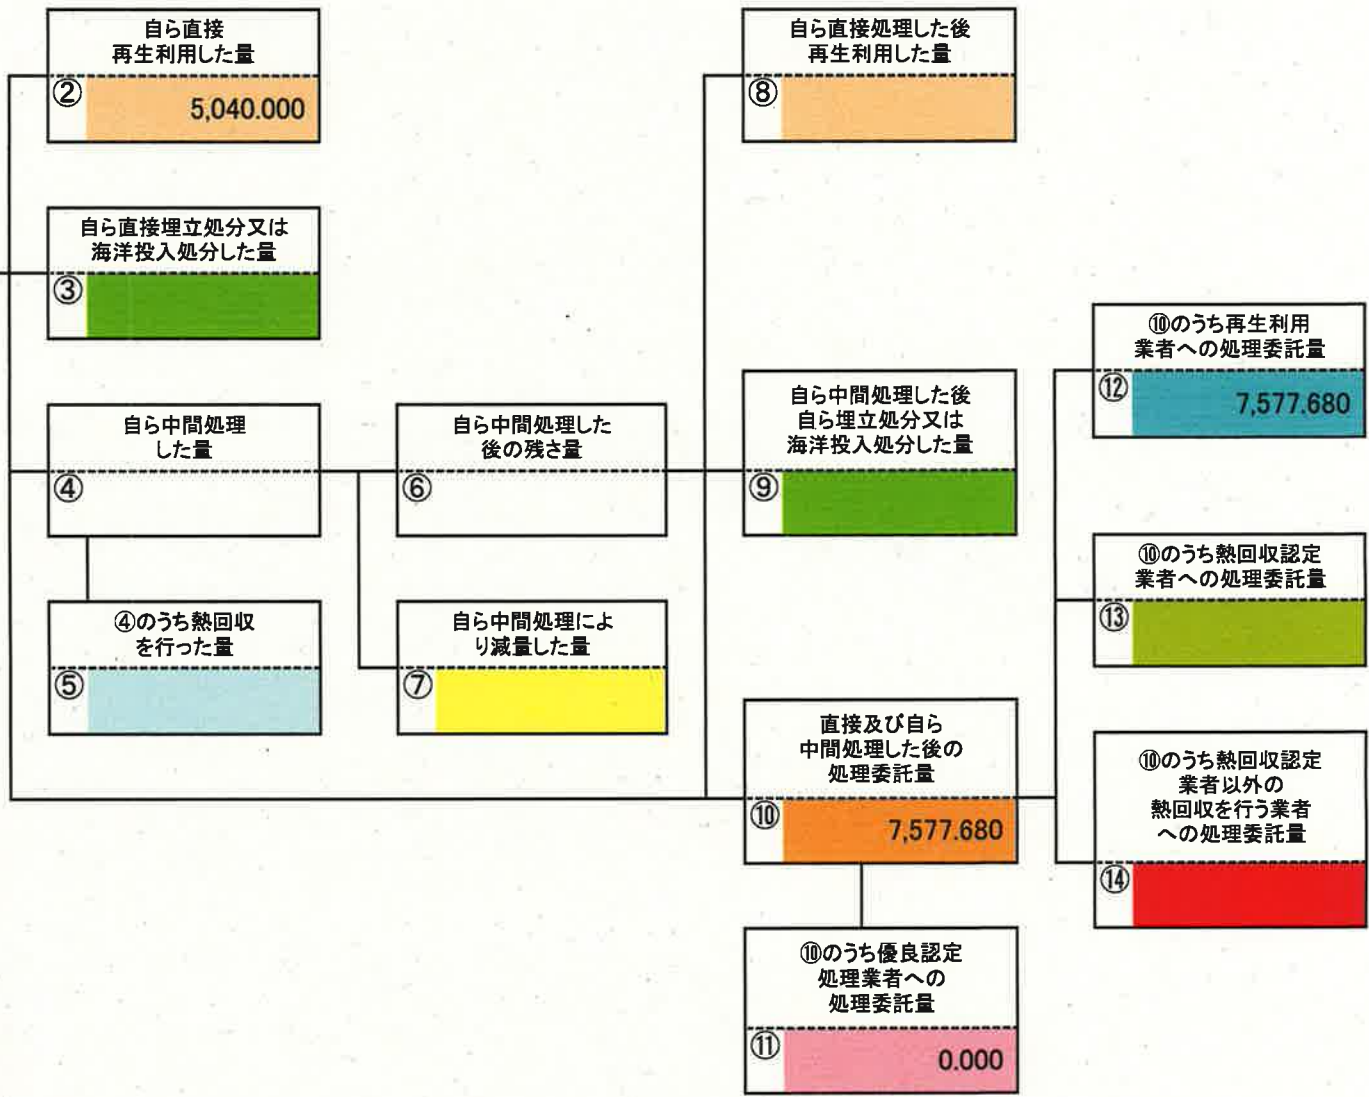 自ら直接
再生利用した量
②
5,040.000
自ら直接埋立処分又は
海洋投入処分した量
③
自ら中間処理
した量
④
④のうち熱回収
を行った量
⑤
自ら中間処理した
後の残さ量
⑥
自ら中間処理によ
り減量した量
⑦
自ら直接処理した後
再生利用した量
⑧
自ら中間処理した後
自ら埋立処分又は
海洋投入処分した量
⑨
直接及び自ら
中間処理した後の
処理委託量
⑩
7,577.680
⑩のうち優良認定
処理業者への
処理委託量
⑪
0.000
⑩のうち再生利用
業者への処理委託量
⑫
7,577.680
⑩のうち熱回収認定
業者への処理委託量
⑬
⑩のうち熱回収認定
業者以外の
熱回収を行う業者
への処理委託量
⑭